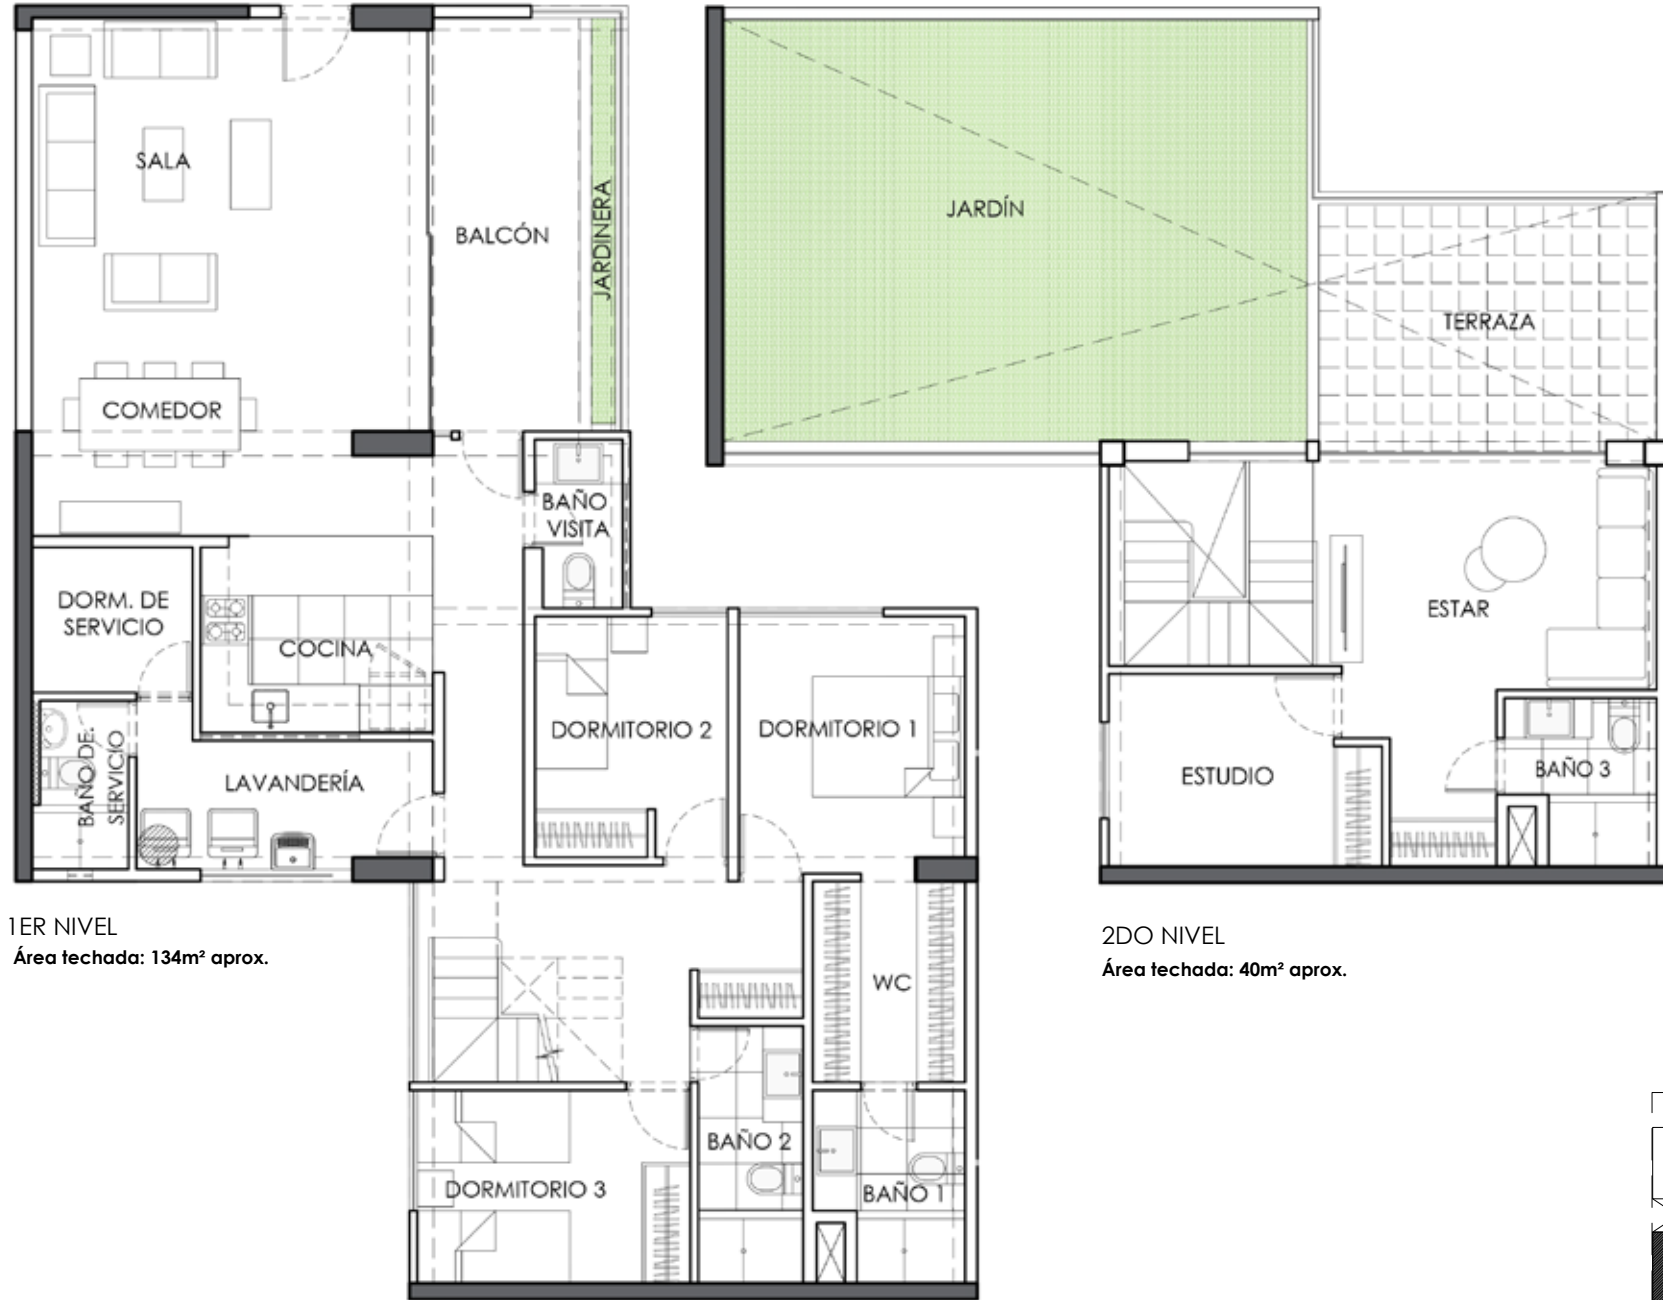 SALA
BALCÓN
JARDINERA
COMEDOR
BAÑO
VISITA
DORM. DE
SERVICIO
COCINA
DORMITORIO 2
DORMITORIO 1
BAÑO DE.
SERVICIO
LAVANDERÍA
1ER NIVEL
Área techada: 134m² aprox.
WC
BAÑO 2
BAÑO 1
DORMITORIO 3
JARDÍN
TERRAZA
ESTAR
ESTUDIO
BAÑO 3
2DO NIVEL
Área techada: 40m² aprox.